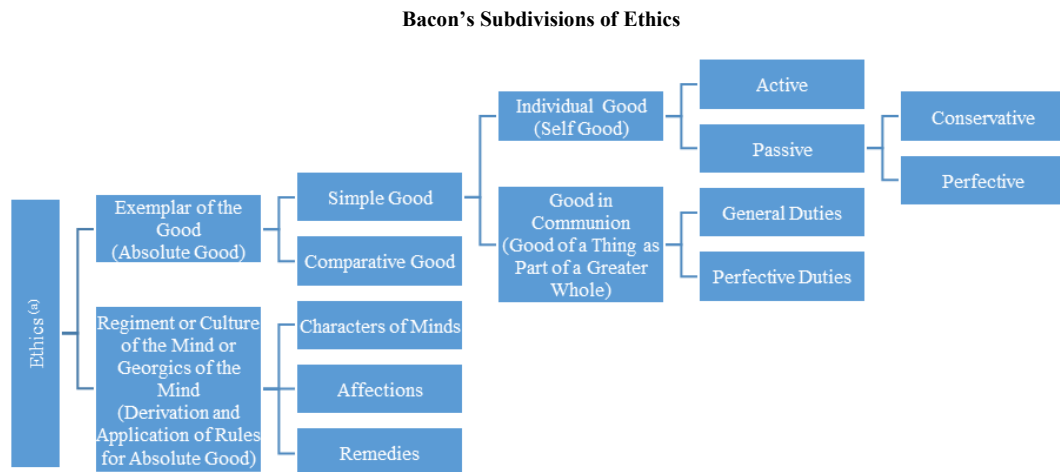 Bacon’s Subdivisions of Ethics
Ethics (a)
Exemplar of the
Good
(Absolute Good)
Regiment or Culture
of the Mind or
Georgics of the
Mind
(Derivation and
Application of Rules
for Absolute Good)
Simple Good
Comparative Good
Characters of Minds
Affections
Remedies
Individual Good
(Self Good)
Good in
Communion
(Good of a Thing as
Part of a Greater
Whole)
Active
Passive
General Duties
Perfective Duties
Conservative
Perfective